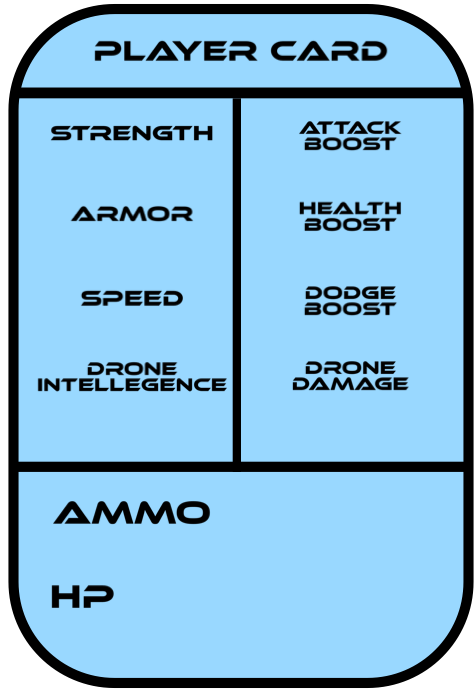 PLAYER CARD
STRENGTH
ARMOR
SPEED
DRONE
INTELLEGENCE
ATTACK
BOOST
HEALTH
BOOST
DODGE
BOOST
DRONE
DAMAGE
AMMO
HP